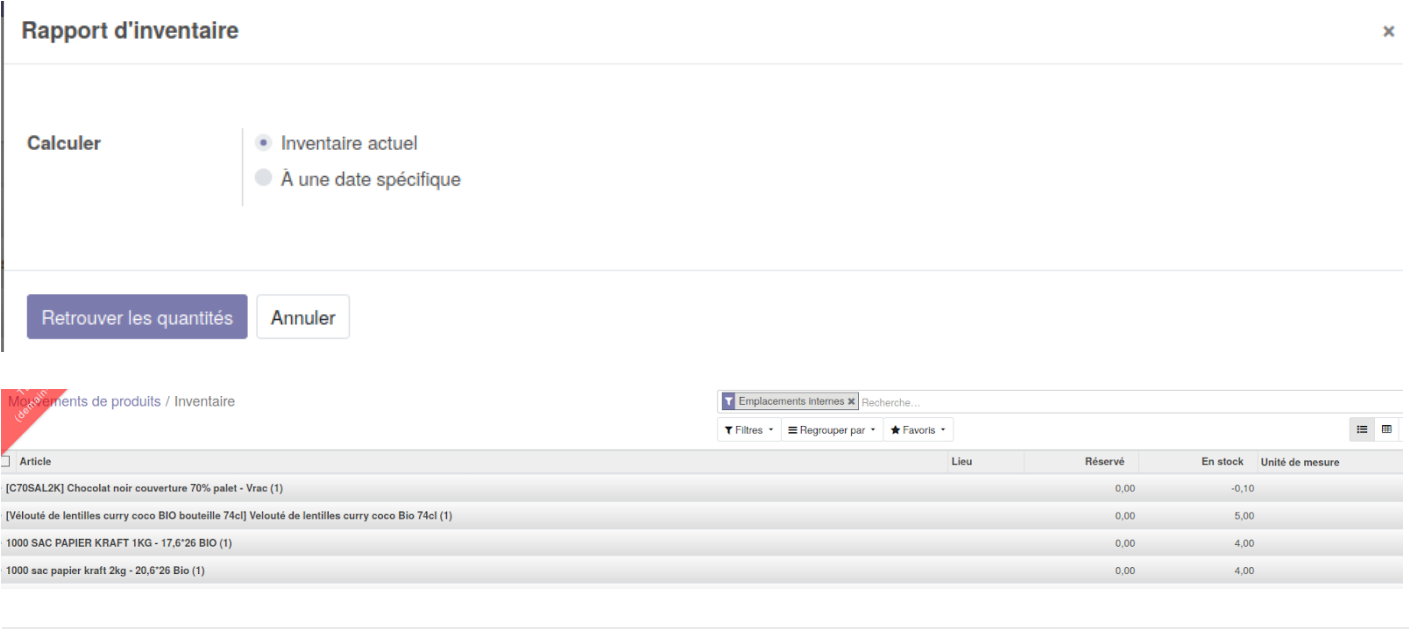 Rapport d'inventaire ×
Calculer
Inventaire actuel
À une date spécifique
Retrouver les quantités Annuler
Mouvements de produits / Inventaire
Emplacements Internes × Recherche...
Filtres Regrouper par Favoris
Article Lieu Réservé En stock Unité de mesure
[C70SAL2K] Chocolat noir couverture 70% palet - Vrac (1) 0,00 -0,10
[Vélouté de lentilles curry coco BIO bouteille 74cl] Velouté de lentilles curry coco Bio 74cl (1) 0,00 5,00
1000 SAC PAPIER KRAFT 1KG - 17,6*26 BIO (1) 0,00 4,00
1000 sac papier kraft 2kg - 20,6*26 Bio (1) 0,00 4,00